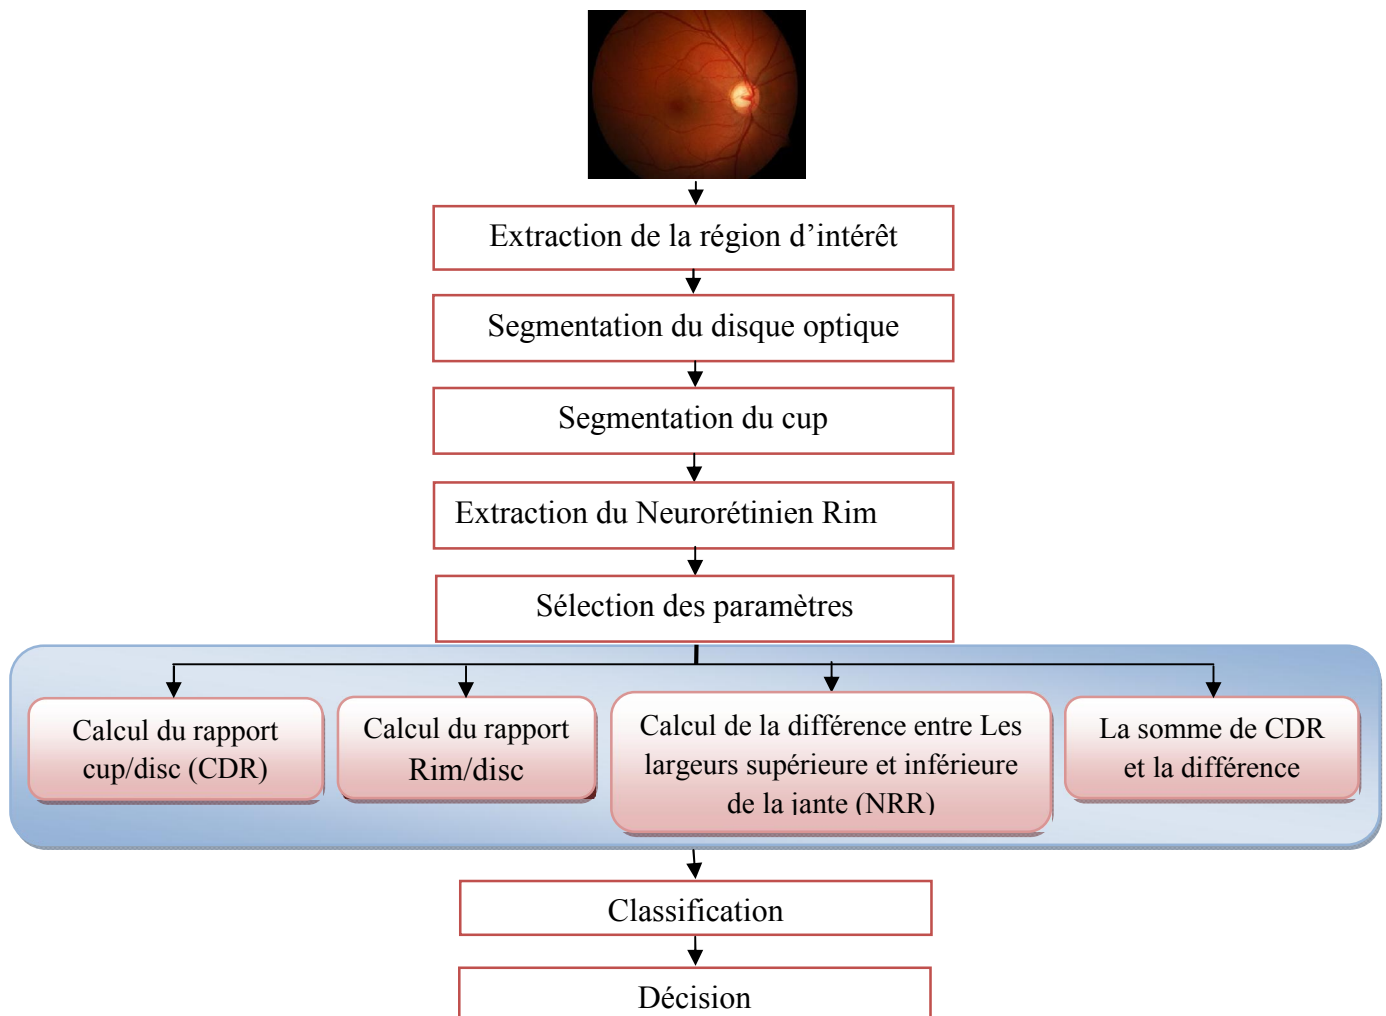 Extraction de la région d’intérêt
Segmentation du disque optique
Segmentation du cup
Extraction du Neurorétinien Rim
Sélection des paramètres
Calcul du rapport
cup/disc (CDR)
Calcul du rapport
Rim/disc
Calcul de la différence entre Les
largeurs supérieure et inférieure
de la jante (NRR)
La somme de CDR
et la différence
Classification
Décision